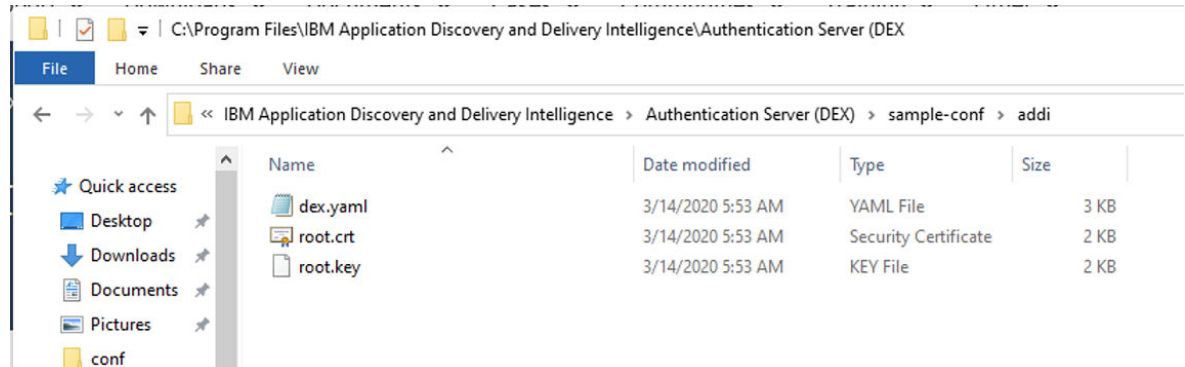 C:\Program Files\IBM Application Discovery and Delivery Intelligence\Authentication Server (DEX
File Home Share View
« IBM Application Discovery and Delivery Intelligence > Authentication Server (DEX) > sample-conf > addi
Name Date modified Type Size
Quick access
Desktop
Downloads
Documents
Pictures
conf
dex.yaml 3/14/2020 5:53 AM YAML File 3 KB
root.crt 3/14/2020 5:53 AM Security Certificate 2 KB
root.key 3/14/2020 5:53 AM KEY File 2 KB